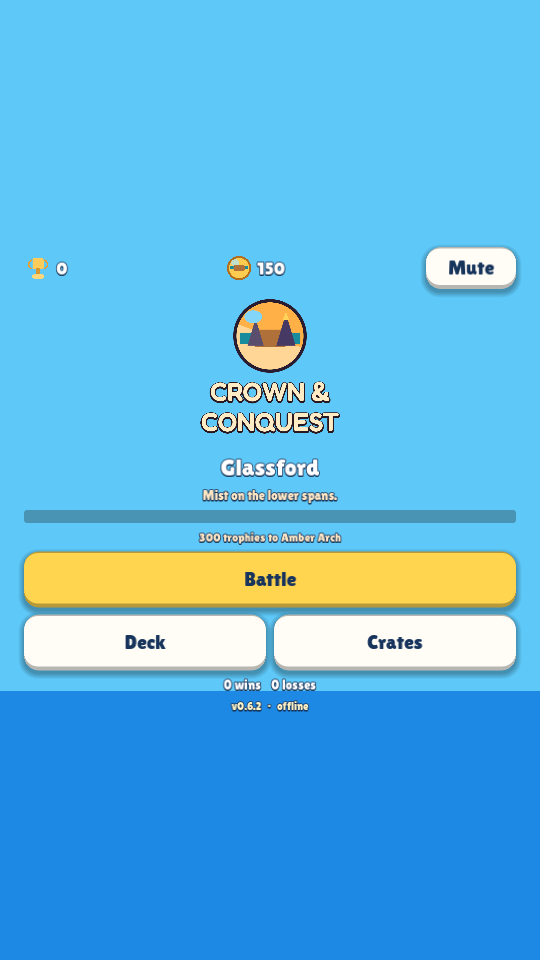 0
150
Mute
CROWN &
CONQUEST
Glassford
Mist on the lower spans.
300 trophies to Amber Arch
Battle
Deck
Crates
0 wins 0 losses
v0.6.2 · offline